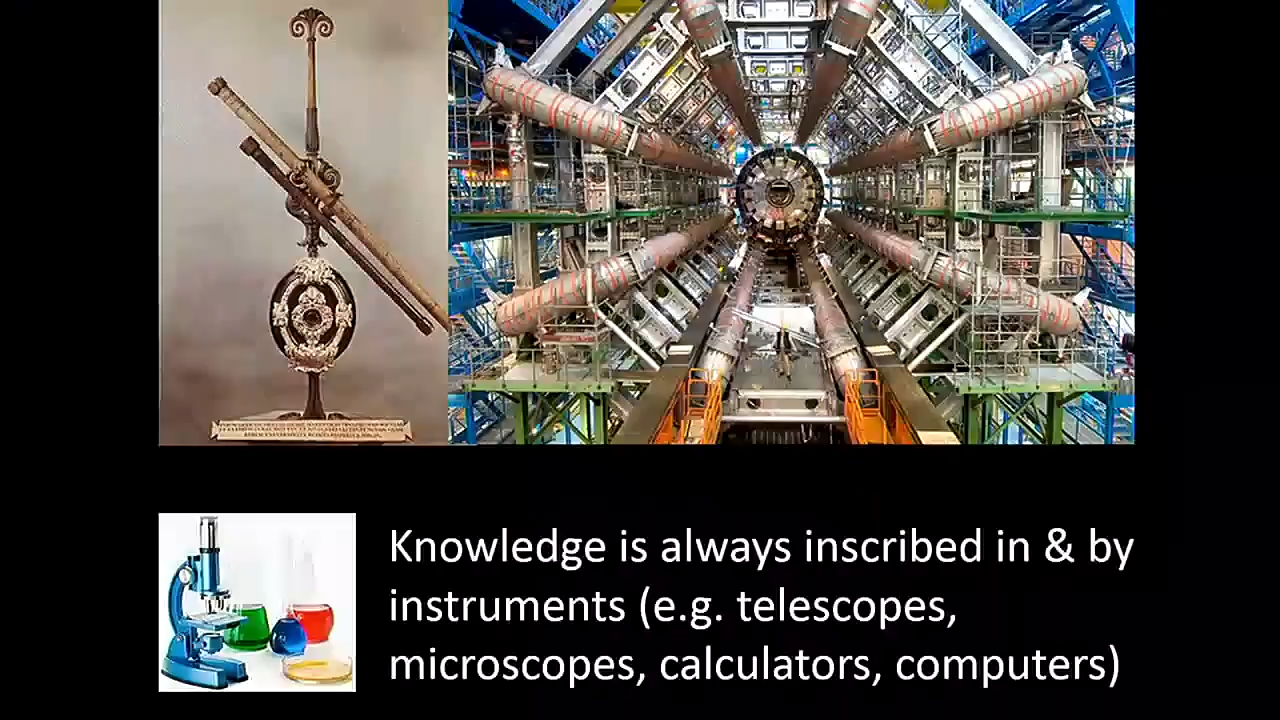 Knowledge is always inscribed in & by
instruments (e.g. telescopes,
microscopes, calculators, computers)